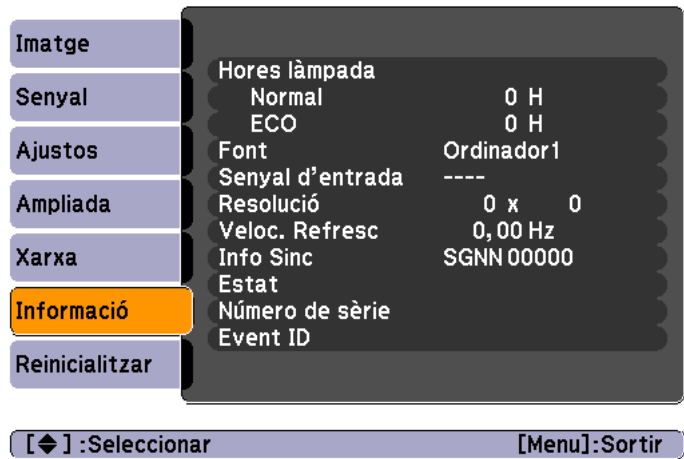 Imatge
Senyal
Ajustos
Ampliada
Xarxa
Informació
Reinicialitzar
Hores làmpada
Normal 0 H
ECO 0 H
Font Ordinador1
Senyal d'entrada ----
Resolució 0 x 0
Veloc. Refresc 0,00 Hz
Info Sinc SGNN 00000
Estat
Número de sèrie
Event ID
[◆] :Seleccionar [Menu]:Sortir